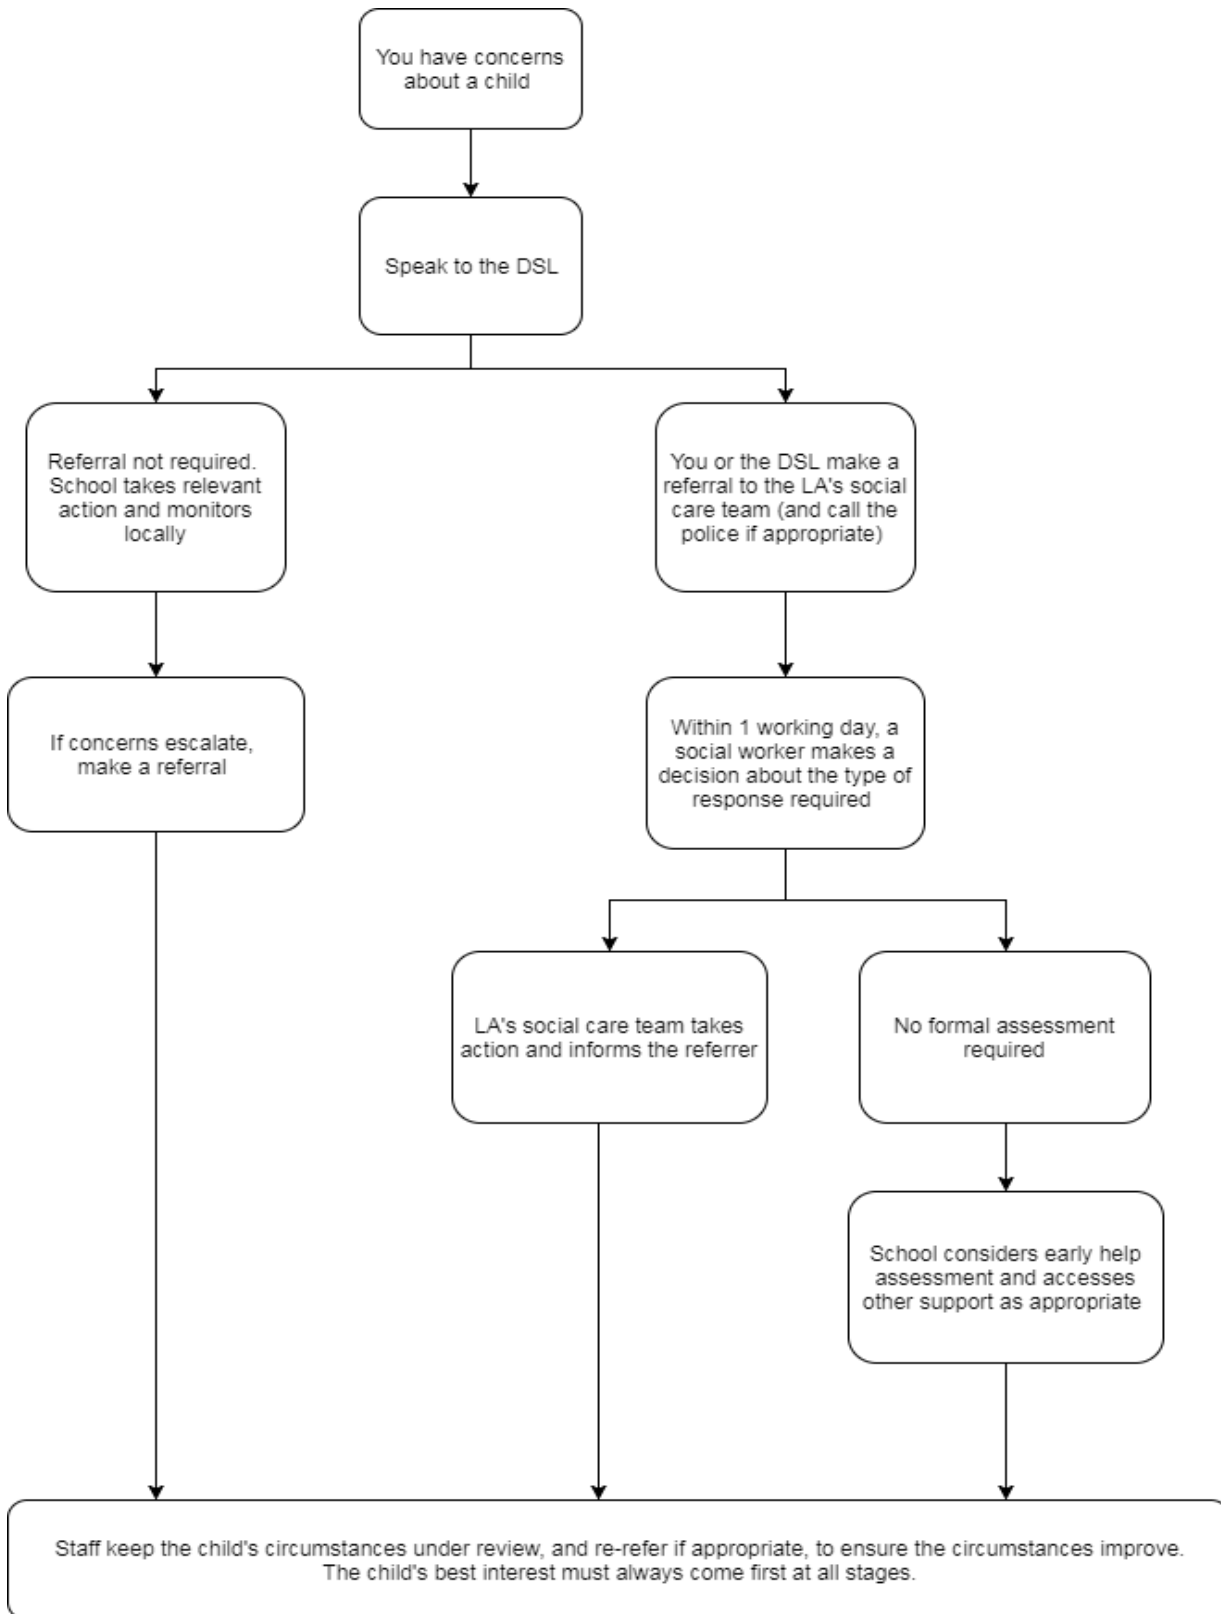 You have concerns
about a child
Speak to the DSL
Referral not required.
School takes relevant
action and monitors
locally
You or the DSL make a
referral to the LA's social
care team (and call the
police if appropriate)
If concerns escalate,
make a referral
Within 1 working day, a
social worker makes a
decision about the type of
response required
LA's social care team takes
action and informs the referrer
No formal assessment
required
School considers early help
assessment and accesses
other support as appropriate
Staff keep the child's circumstances under review, and re-refer if appropriate, to ensure the circumstances improve.
The child's best interest must always come first at all stages.